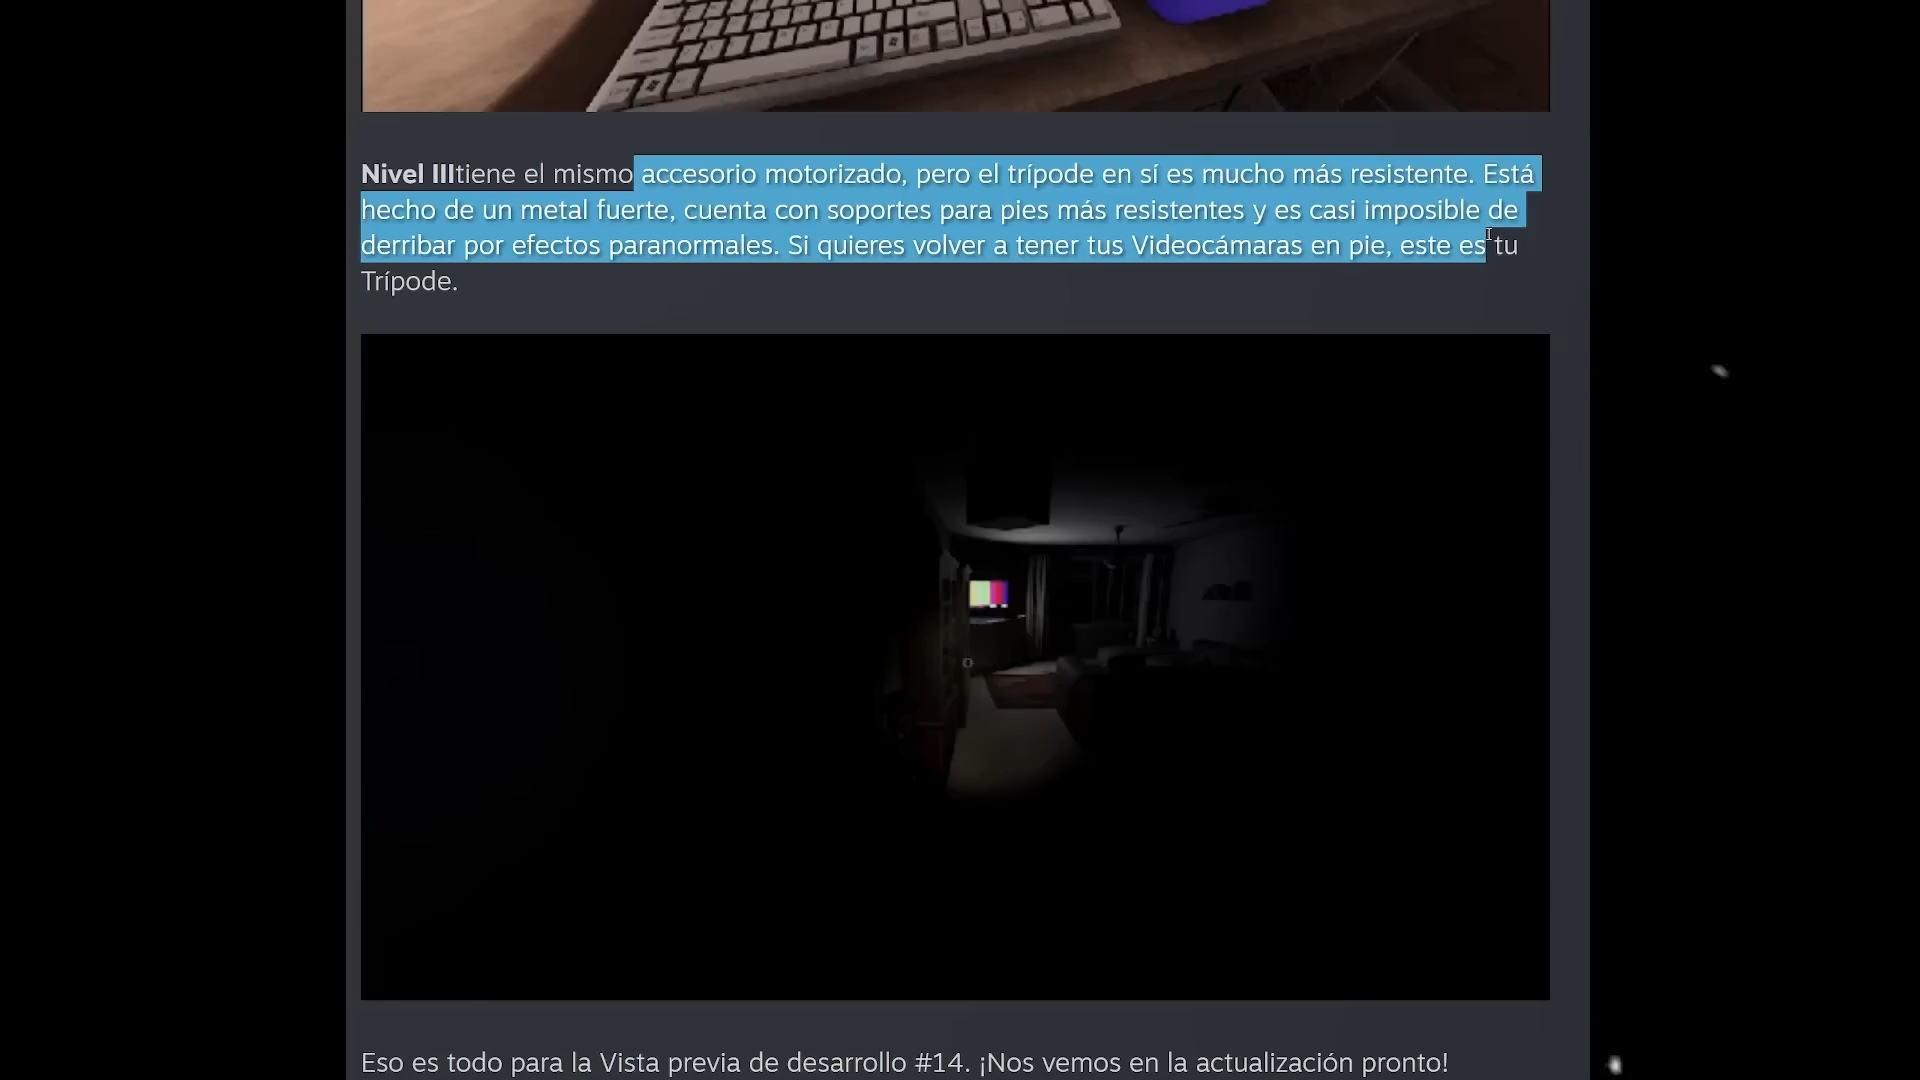 Nivel IIItiene el mismo accesorio motorizado, pero el trípode en sí es mucho más resistente. Está
hecho de un metal fuerte, cuenta con soportes para pies más resistentes y es casi imposible de
derribar por efectos paranormales. Si quieres volver a tener tus Videocámaras en pie, este es tu
Trípode.
Eso es todo para la Vista previa de desarrollo #14. ¡Nos vemos en la actualización pronto!